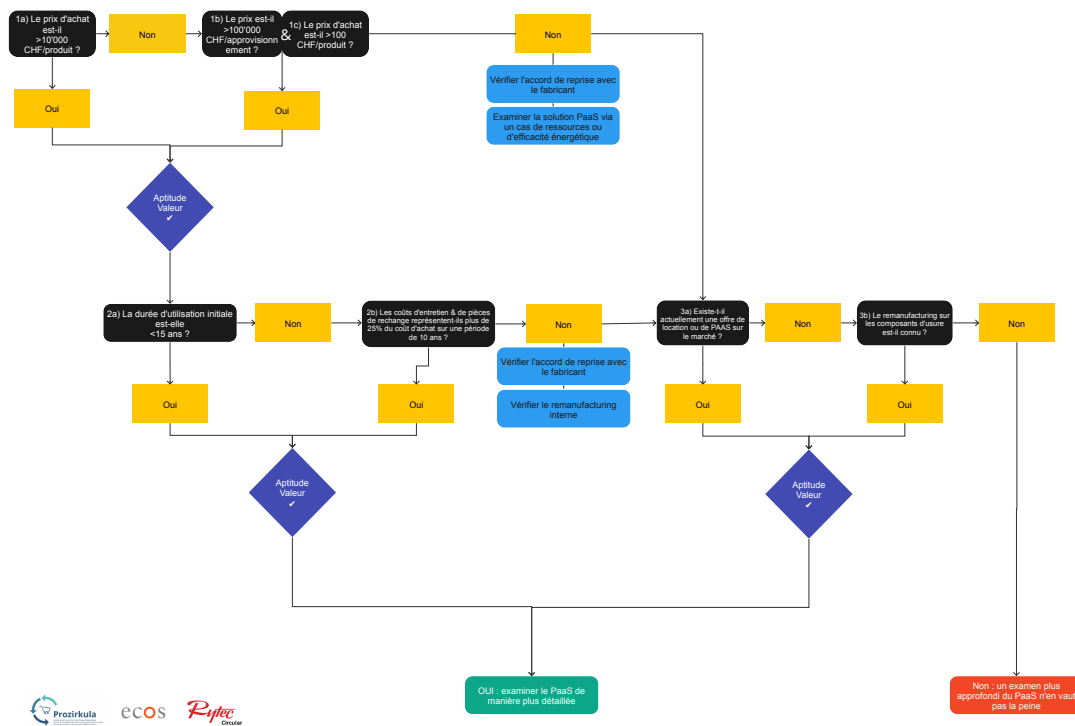 1a) Le prix d'achat
est-il
>10'000
CHF/produit ?
Non
1b) Le prix est-il
>100'000
CHF/approvisionn
ement ?
&
1c) Le prix d'achat
est-il >100
CHF/produit ?
Non
Vérifier l'accord de reprise avec
le fabricant
Examiner la solution PaaS via
un cas de ressources ou
d'efficacité énergétique
Oui
Oui
Aptitude
Valeur
✓
2a) La durée d'utilisation initiale
est-elle
<15 ans ?
Non
2b) Les coûts d'entretien & de pièces
de rechange représentent-ils plus de
25% du coût d'achat sur une période
de 10 ans ?
Non
Vérifier l'accord de reprise avec
le fabricant
Vérifier le remanufacturing
interne
3a) Existe-t-il
actuellement une offre de
location ou de PAAS sur
le marché ?
Non
3b) Le remanufacturing sur
les composants d'usure
est-il connu ?
Non
Oui
Oui
Oui
Oui
Aptitude
Valeur
✓
Aptitude
Valeur
✓
OUI : examiner le PaaS de
manière plus détaillée
Non : un examen plus
approfondi du PaaS n'en vaut
pas la peine
Prozirkula
ecos
Rytec
Circular